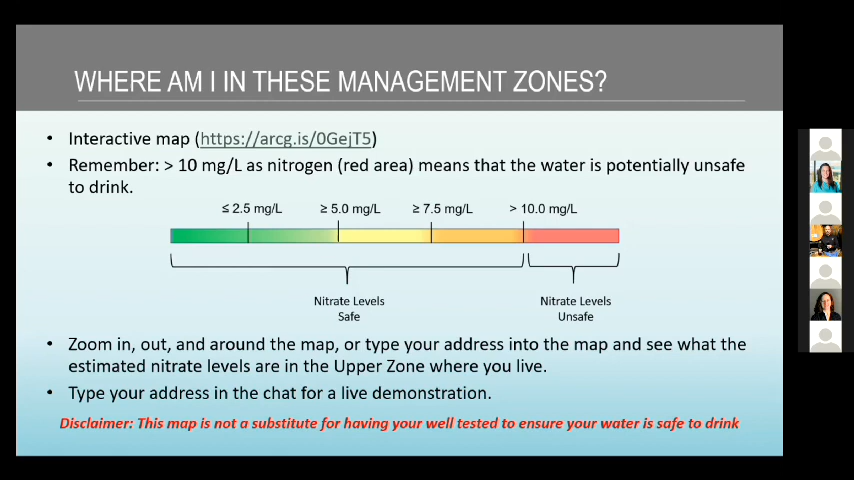 WHERE AM I IN THESE MANAGEMENT ZONES?
• Interactive map (https://arcg.is/0GejT5)
• Remember: > 10 mg/L as nitrogen (red area) means that the water is potentially unsafe
to drink.
≤ 2.5 mg/L ≥ 5.0 mg/L ≥ 7.5 mg/L > 10.0 mg/L
Nitrate Levels
Safe
Nitrate Levels
Unsafe
• Zoom in, out, and around the map, or type your address into the map and see what the
estimated nitrate levels are in the Upper Zone where you live.
• Type your address in the chat for a live demonstration.
Disclaimer: This map is not a substitute for having your well tested to ensure your water is safe to drink